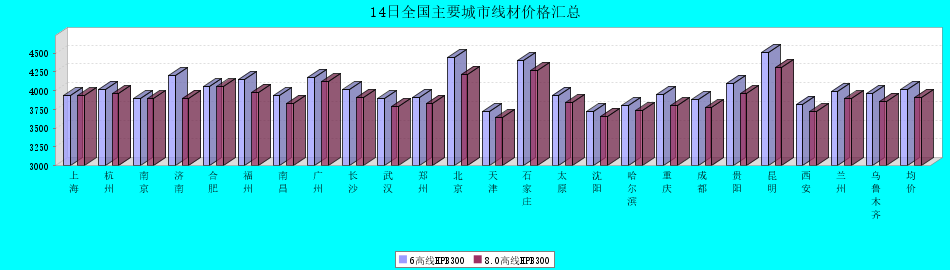 14日全国主要城市线材价格汇总
4500
4250
4000
3750
3500
3250
3000
上海 杭州 南京 济南 合肥 福州 南昌 广州 长沙 武汉 郑州 北京 天津 石家庄 太原 沈阳 哈尔滨 重庆 成都 贵阳 昆明 西安 兰州 乌鲁木齐 均价
6高线HPB300 8.0高线HPB300